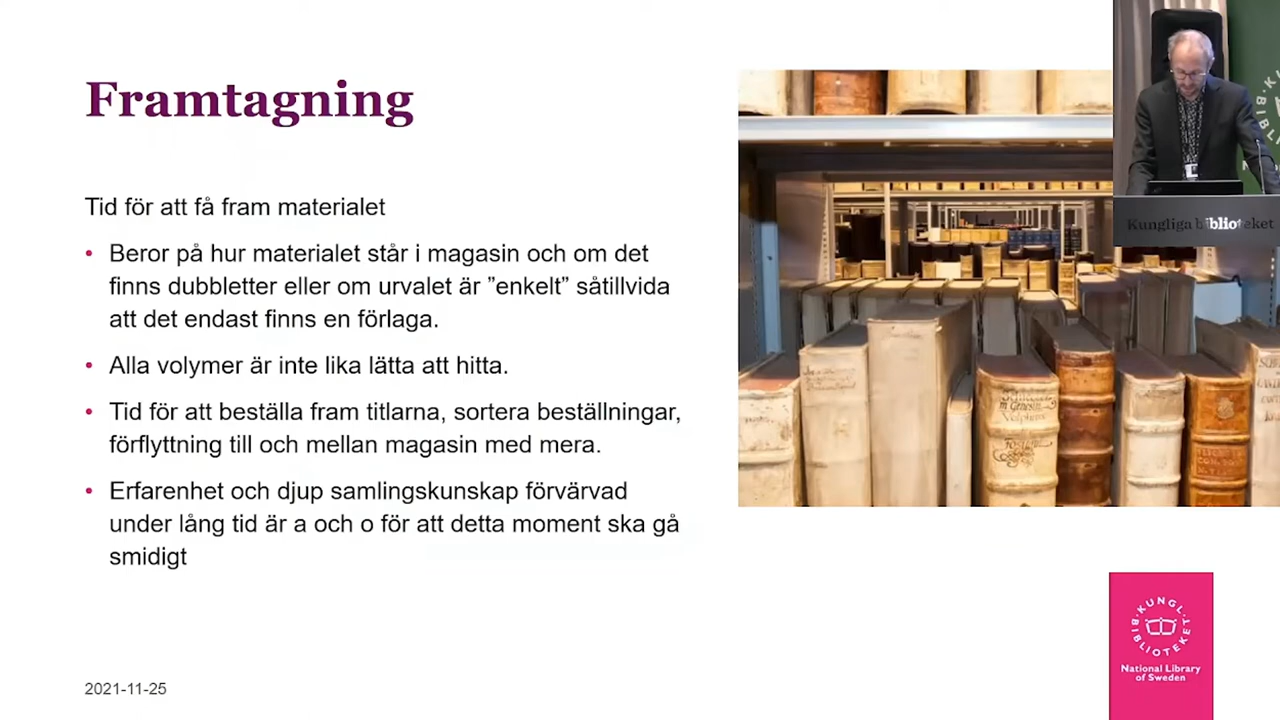 Framtagning
Tid för att få fram materialet
• Beror på hur materialet står i magasin och om det
finns dubbletter eller om urvalet är ”enkelt” såtillvida
att det endast finns en förlaga.
• Alla volymer är inte lika lätta att hitta.
• Tid för att beställa fram titlarna, sortera beställningar,
förflyttning till och mellan magasin med mera.
• Erfarenhet och djup samlingskunskap förvärvad
under lång tid är a och o för att detta moment ska gå
smidigt
2021-11-25
Kungliga biblioteket
KUNGL.
BIBLIOTEKET
National Library
of Sweden